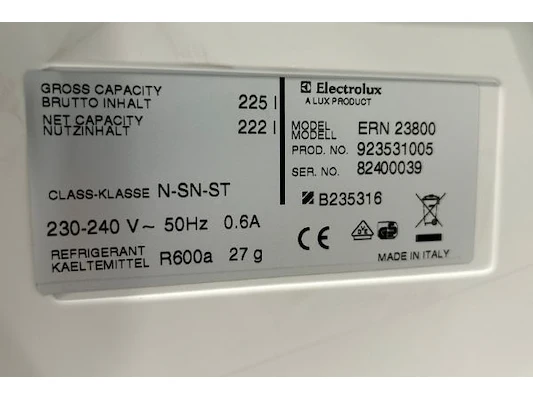 GROSS CAPACITY
BRUTTO INHALT 225 l
NET CAPACITY
NUTZINHALT 222 l
CLASS-KLASSE N-SN-ST
230-240 V~ 50Hz 0.6A
REFRIGERANT
KAELTEMITTEL R600a 27 g
Electrolux
A LUX PRODUCT
MODEL
MODELL ERN 23800
PROD. NO. 923531005
SER. NO. 82400039
B235316
CE
MADE IN ITALY